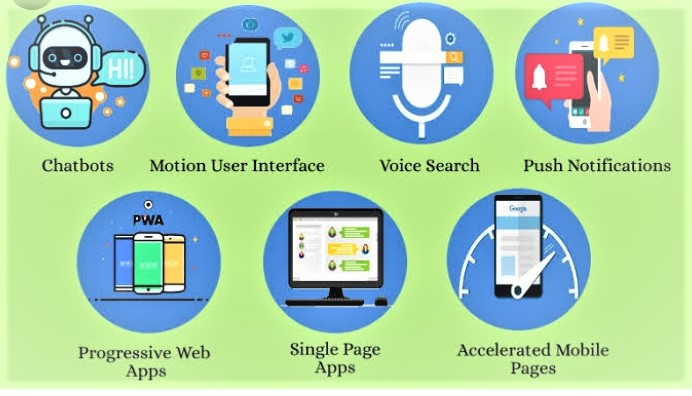 HI!
Chatbots
Motion User Interface
Voice Search
Push Notifications
PWA
Google
Progressive Web
Apps
Single Page
Apps
Accelerated Mobile
Pages